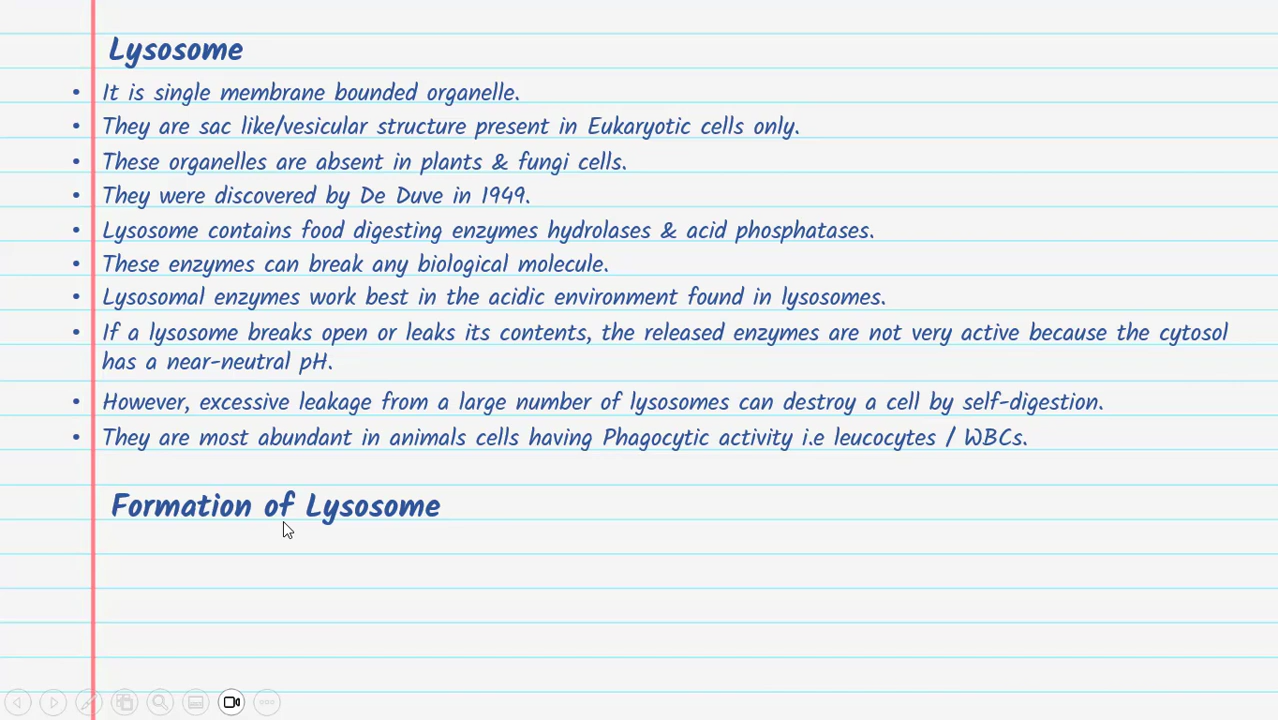 Lysosome
• It is single membrane bounded organelle.
• They are sac like/vesicular structure present in Eukaryotic cells only.
• These organelles are absent in plants & fungi cells.
• They were discovered by De Duve in 1949.
• Lysosome contains food digesting enzymes hydrolases & acid phosphatases.
• These enzymes can break any biological molecule.
• Lysosomal enzymes work best in the acidic environment found in lysosomes.
• If a lysosome breaks open or leaks its contents, the released enzymes are not very active because the cytosol
has a near-neutral pH.
• However, excessive leakage from a large number of lysosomes can destroy a cell by self-digestion.
• They are most abundant in animals cells having Phagocytic activity i.e leucocytes / WBCs.
Formation of Lysosome